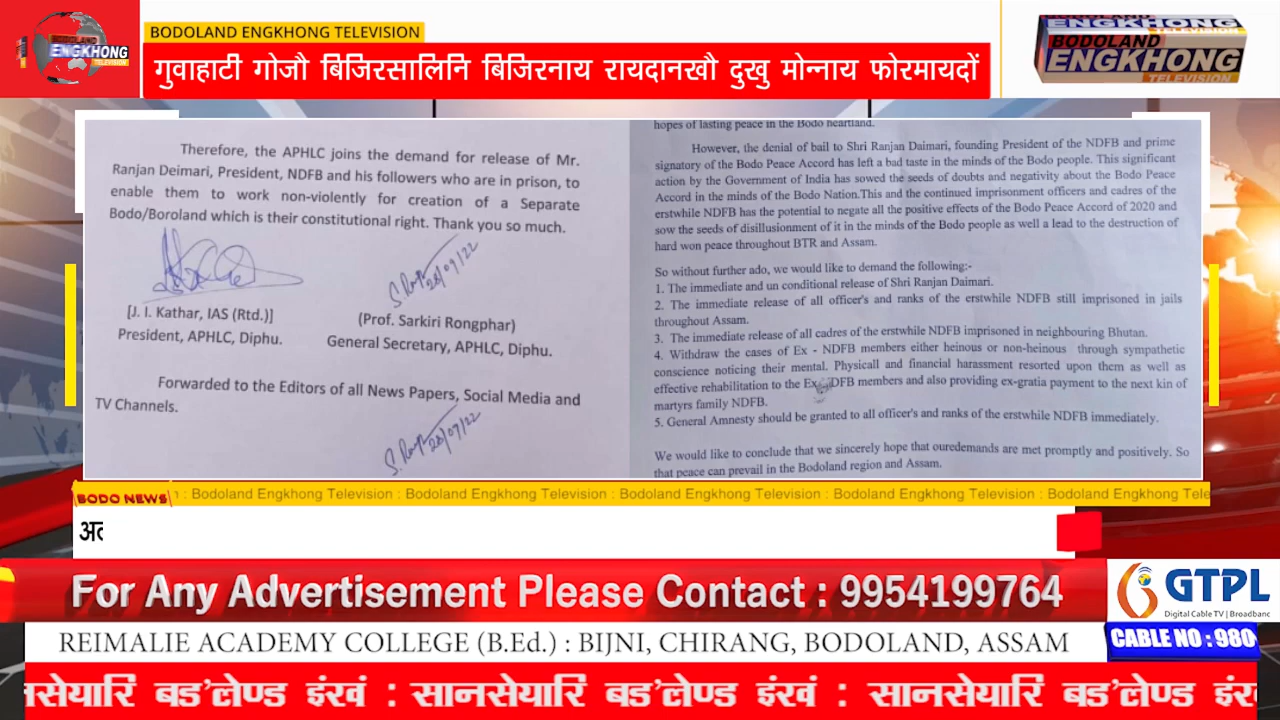 BODOLAND
ENGKHONG
TELEVISION
BODOLAND ENGKHONG TELEVISION
गुवाहाटी गोजौ बिजिरसालिनि बिजिरनाय रायदानखौ दुखु मोन्नाय फोरमायदों
BODOLAND
ENGKHONG
BODOLAND
ENGKHONG
TELEVISION
Therefore, the APHLC joins the demand for release of Mr.
Ranjan Deimari, President, NDFB and his followers who are in prison, to
enable them to work non-violently for creation of a Separate
Bodo/Boroland which is their constitutional right. Thank you so much.
[J. I. Kathar, IAS (Rtd.)]
President, APHLC, Diphu.
(Prof. Sarkiri Rongphar)
General Secretary, APHLC, Diphu.
Forwarded to the Editors of all News Papers, Social Media and
TV Channels.
hopes of lasting peace in the Bodo heartland.
However, the denial of bail to Shri Ranjan Daimari, founding President of the NDFB and prime
signatory of the Bodo Peace Accord has left a bad taste in the minds of the Bodo people. This significant
action by the Government of India has sowed the seeds of doubts and negativity about the Bodo Peace
Accord in the minds of the Bodo Nation.This and the continued imprisonment officers and cadres of the
erstwhile NDFB has the potential to negate all the positive effects of the Bodo Peace Accord of 2020 and
sow the seeds of disillusionment of it in the minds of the Bodo people as well a lead to the destruction of
hard won peace throughout BTR and Assam.
So without further ado, we would like to demand the following:-
1. The immediate and un conditional release of Shri Ranjan Daimari.
2. The immediate release of all officer's and ranks of the erstwhile NDFB still imprisoned in jails
throughout Assam.
3. The immediate release of all cadres of the erstwhile NDFB imprisoned in neighbouring Bhutan.
4. Withdraw the cases of Ex - NDFB members either heinous or non-heinous through sympathetic
conscience noticing their mental. Physicall and financial harassment resorted upon them as well as
effective rehabilitation to the Ex DFB members and also providing ex-gratia payment to the next kin of
martyrs family NDFB.
5. General Amnesty should be granted to all officer's and ranks of the erstwhile NDFB immediately.
We would like to conclude that we sincerely hope that ouredemands are met promptly and positively. So
that peace can prevail in the Bodoland region and Assam.
BODO NEWS
: Bodoland Engkhong Television : Bodoland Engkhong Television : Bodoland Engkhong Television : Bodoland Engkhong Television : Bodoland Engkhong Tele
For Any Advertisement Please Contact : 9954199764
GTPL
Digital Cable TV | Broadbanc
CABLE NO : 980
REIMALIE ACADEMY COLLEGE (B.Ed.) : BIJNI, CHIRANG, BODOLAND, ASSAM
नसेयारिं बड'लेण्ड इंखं : सानसेयारिं बड'लेण्ड इंखं : सानसेयारिं बड'लेण्ड इंर